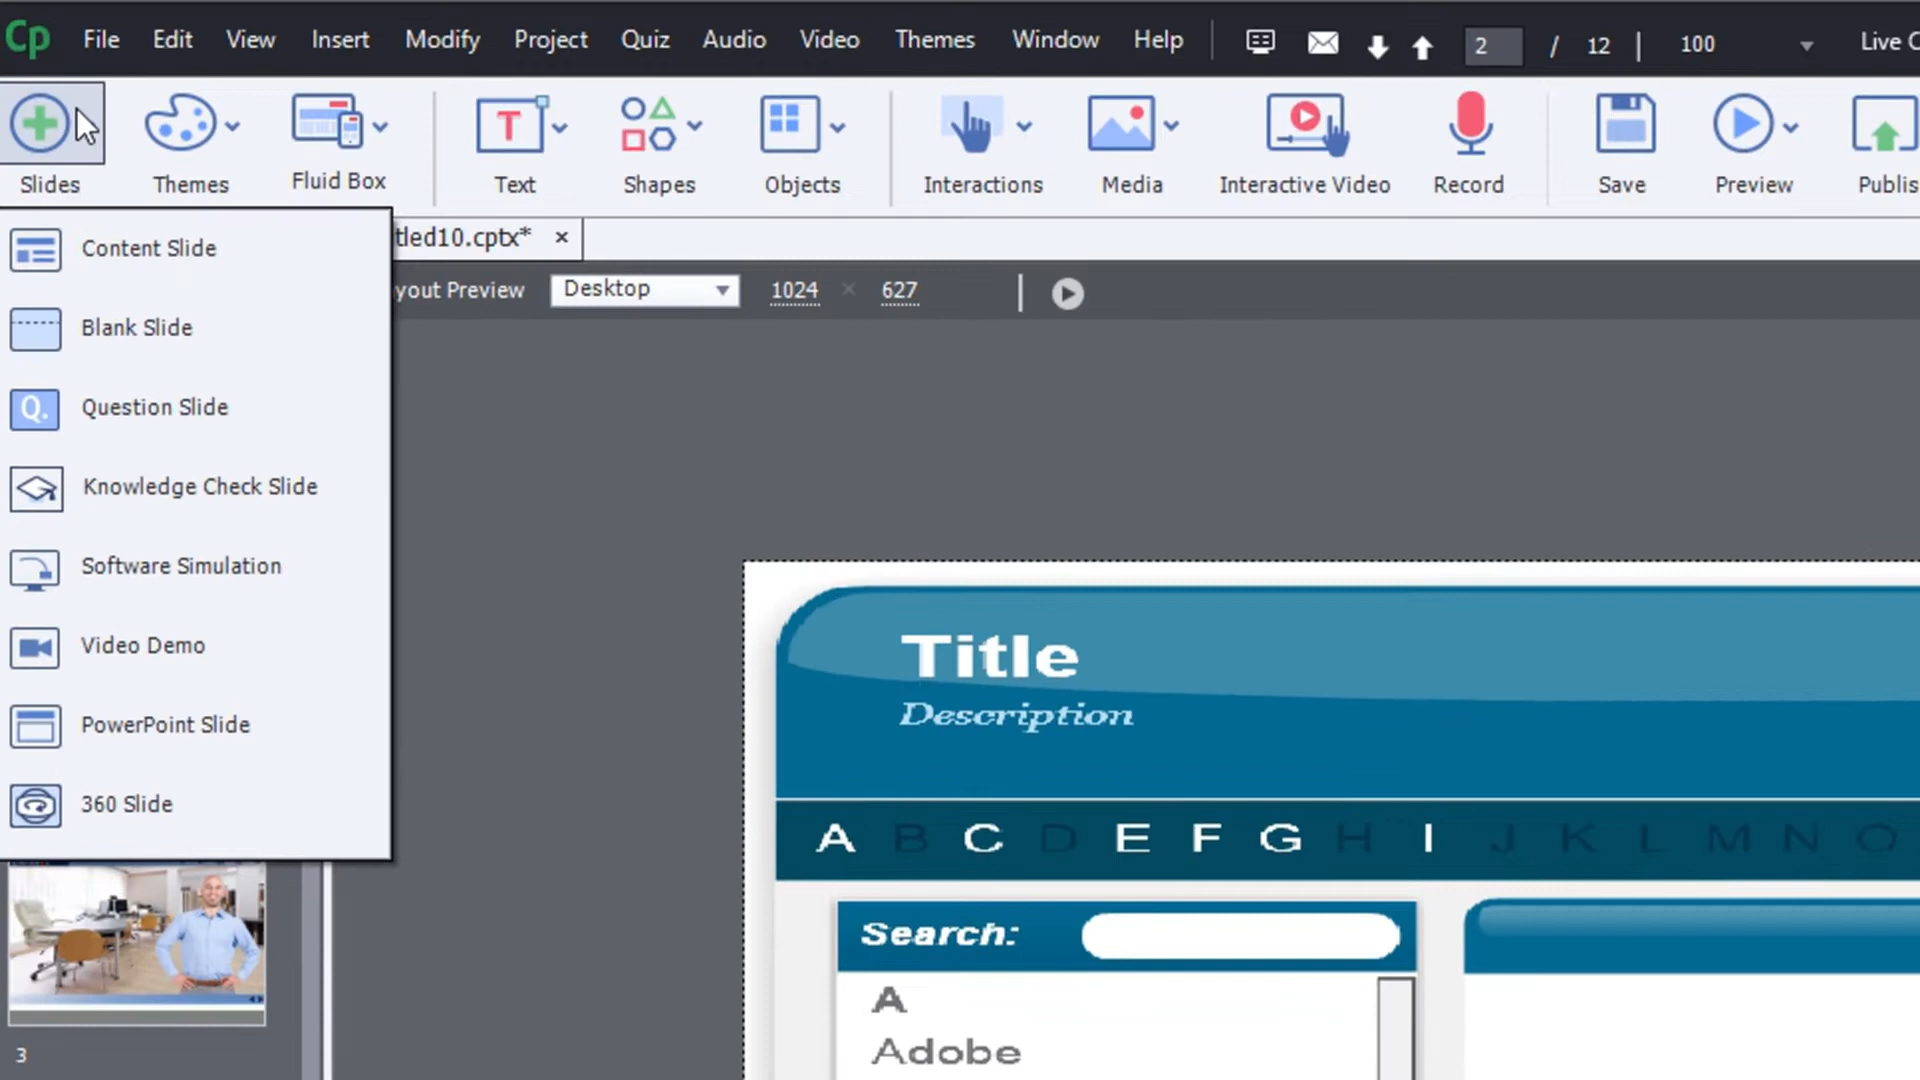 Cp File Edit View Insert Modify Project Quiz Audio Video Themes Window Help 2 / 12 100 Live C
Slides Themes Fluid Box Text Shapes Objects Interactions Media Interactive Video Record Save Preview Publis
tled10.cptx* ×
yout Preview Desktop 1024 × 627
Content Slide
Blank Slide
Question Slide
Knowledge Check Slide
Software Simulation
Video Demo
PowerPoint Slide
360 Slide
3
Title
Description
A B C D E F G H I J K L M N O
Search:
A
Adobe